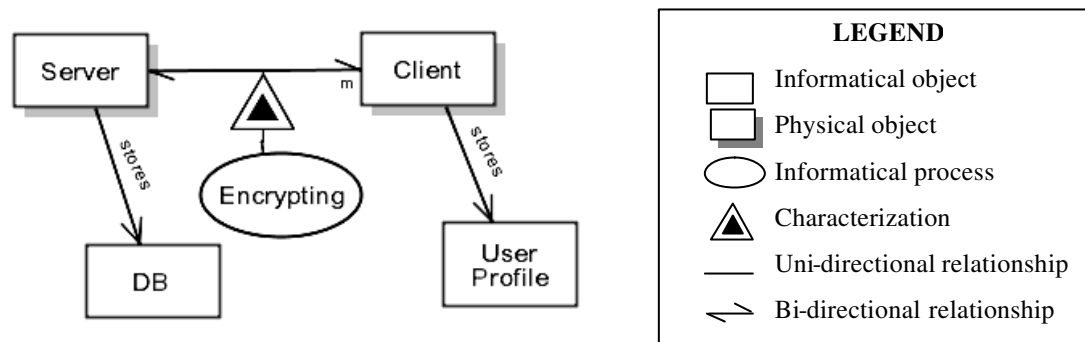 Server
Client
m
stores
stores
Encrypting
DB
User
Profile
LEGEND
Informatical object
Physical object
Informatical process
Characterization
Uni-directional relationship
Bi-directional relationship